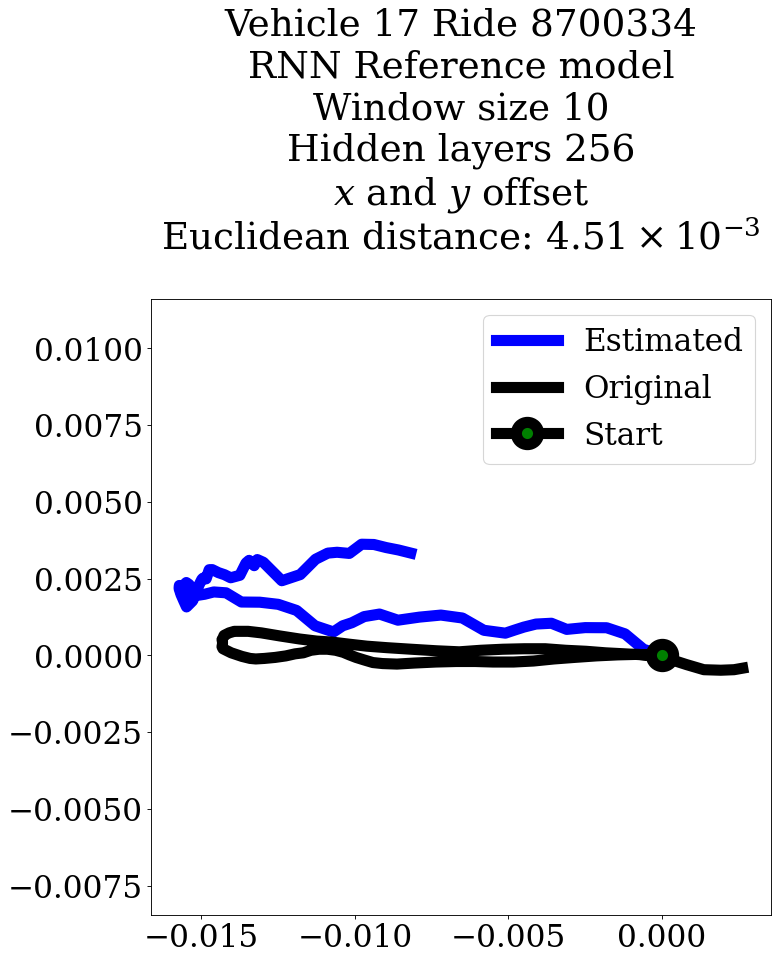 Vehicle 17 Ride 8700334
RNN Reference model
Window size 10
Hidden layers 256
x and y offset
Euclidean distance: 4.51 × 10⁻³
Estimated
Original
Start
0.0100
0.0075
0.0050
0.0025
0.0000
−0.0025
−0.0050
−0.0075
−0.015 −0.010 −0.005 0.000